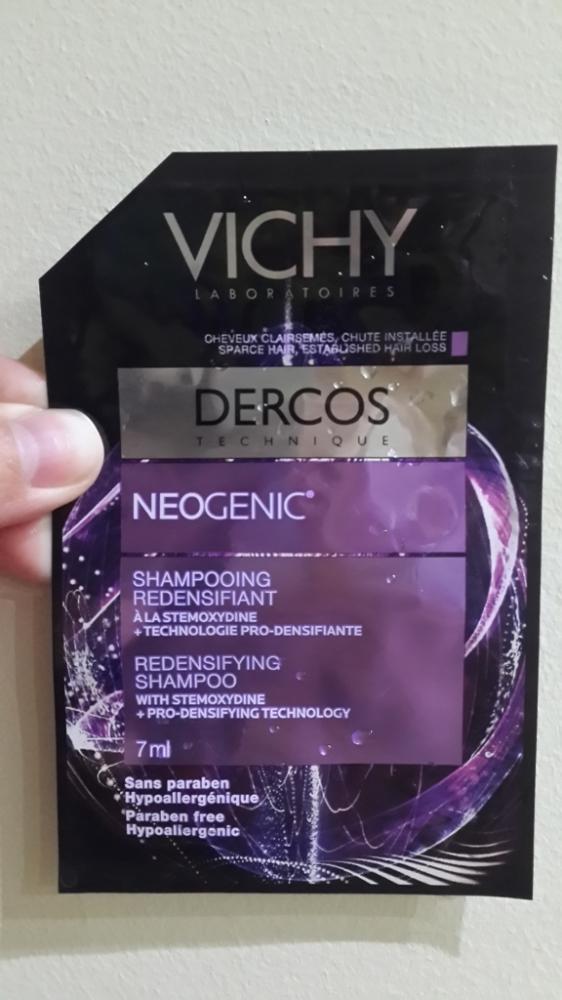 VICHY
LABORATOIRES
CHEVEUX CLAIRSEMÉS, CHUTE INSTALLÉE
SPARCE HAIR, ESTABLISHED HAIR LOSS
DERCOS
TECHNIQUE
NEOGENIC®
SHAMPOOING
REDENSIFIANT
À LA STEMOXYDINE
+ TECHNOLOGIE PRO-DENSIFIANTE
REDENSIFYING
SHAMPOO
WITH STEMOXYDINE
+ PRO-DENSIFYING TECHNOLOGY
7 ml
Sans paraben
Hypoallergénique
Paraben free
Hypoallergenic